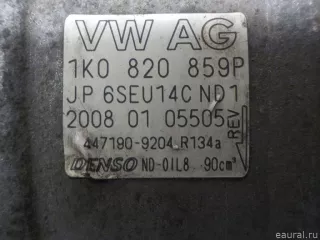 VW AG
1K0 820 859P
JP 6SEU14C ND1
2008 01 05505
REV
447190-9204 R134a
DENSO ND-OIL8 90cm³
eaural.ru